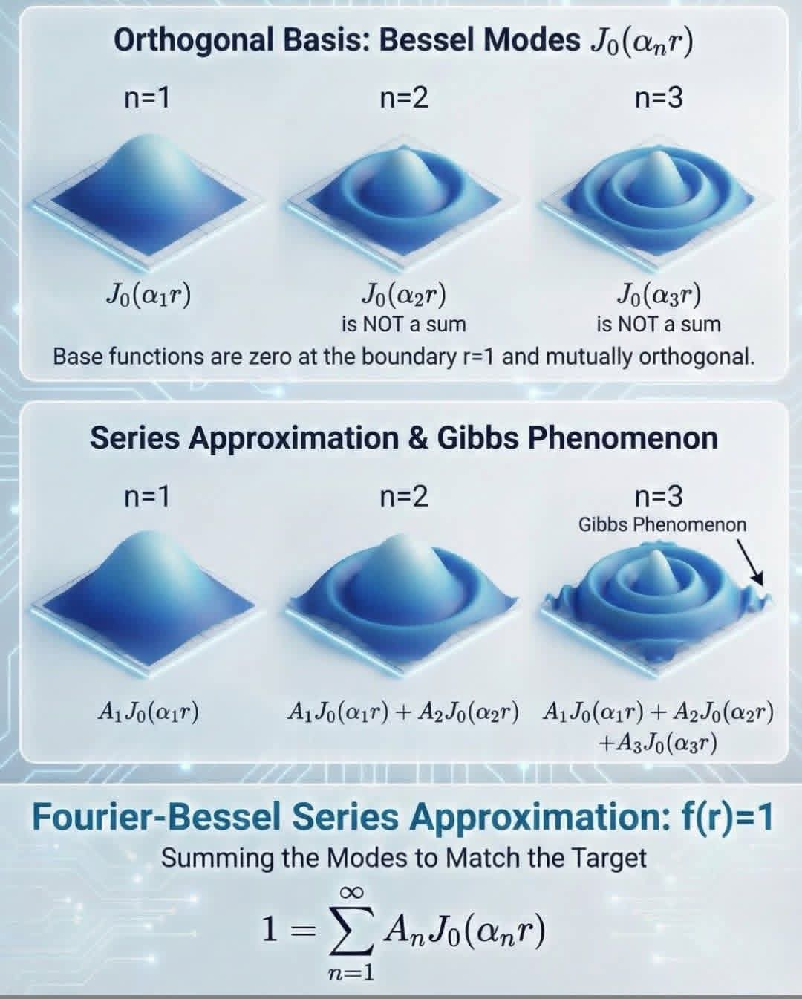 Orthogonal Basis: Bessel Modes J₀(αₙr)
n=1
n=2
n=3
J₀(α₁r)
J₀(α₂r)
is NOT a sum
J₀(α₃r)
is NOT a sum
Base functions are zero at the boundary r=1 and mutually orthogonal.
Series Approximation & Gibbs Phenomenon
n=1
n=2
n=3
Gibbs Phenomenon
A₁J₀(α₁r)
A₁J₀(α₁r) + A₂J₀(α₂r)
A₁J₀(α₁r) + A₂J₀(α₂r)
+A₃J₀(α₃r)
Fourier-Bessel Series Approximation: f(r)=1
Summing the Modes to Match the Target
1 = ∑_{n=1}^{∞} AₙJ₀(αₙr)